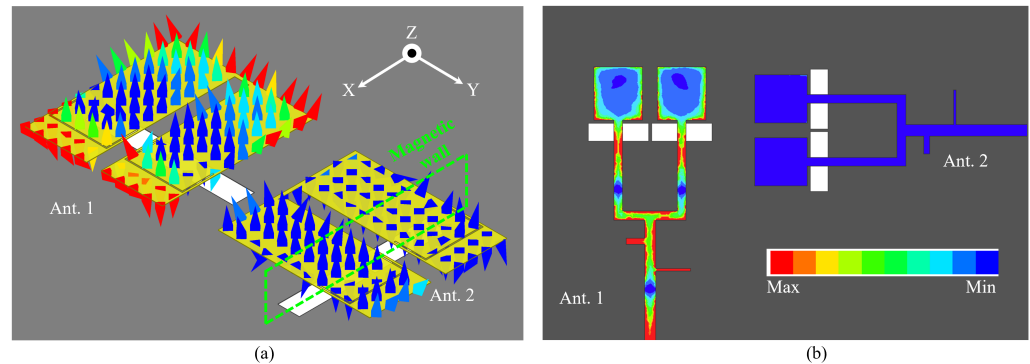 Z
X
Y
Magnetic
wall
Ant. 1
Ant. 2
(a)
Ant. 2
Ant. 1
Max
Min
(b)